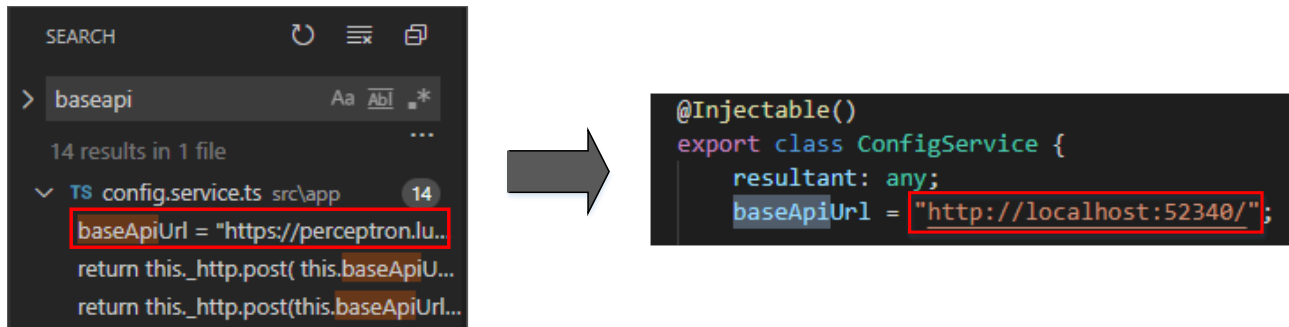 SEARCH
baseapi Aa Abl .*
14 results in 1 file ...
TS config.service.ts src\app 14
baseApiUrl = "https://perceptron.lu...
return this._http.post( this.baseApiU...
return this._http.post(this.baseApiUrl...
@Injectable()
export class ConfigService {
resultant: any;
baseApiUrl = "http://localhost:52340/";